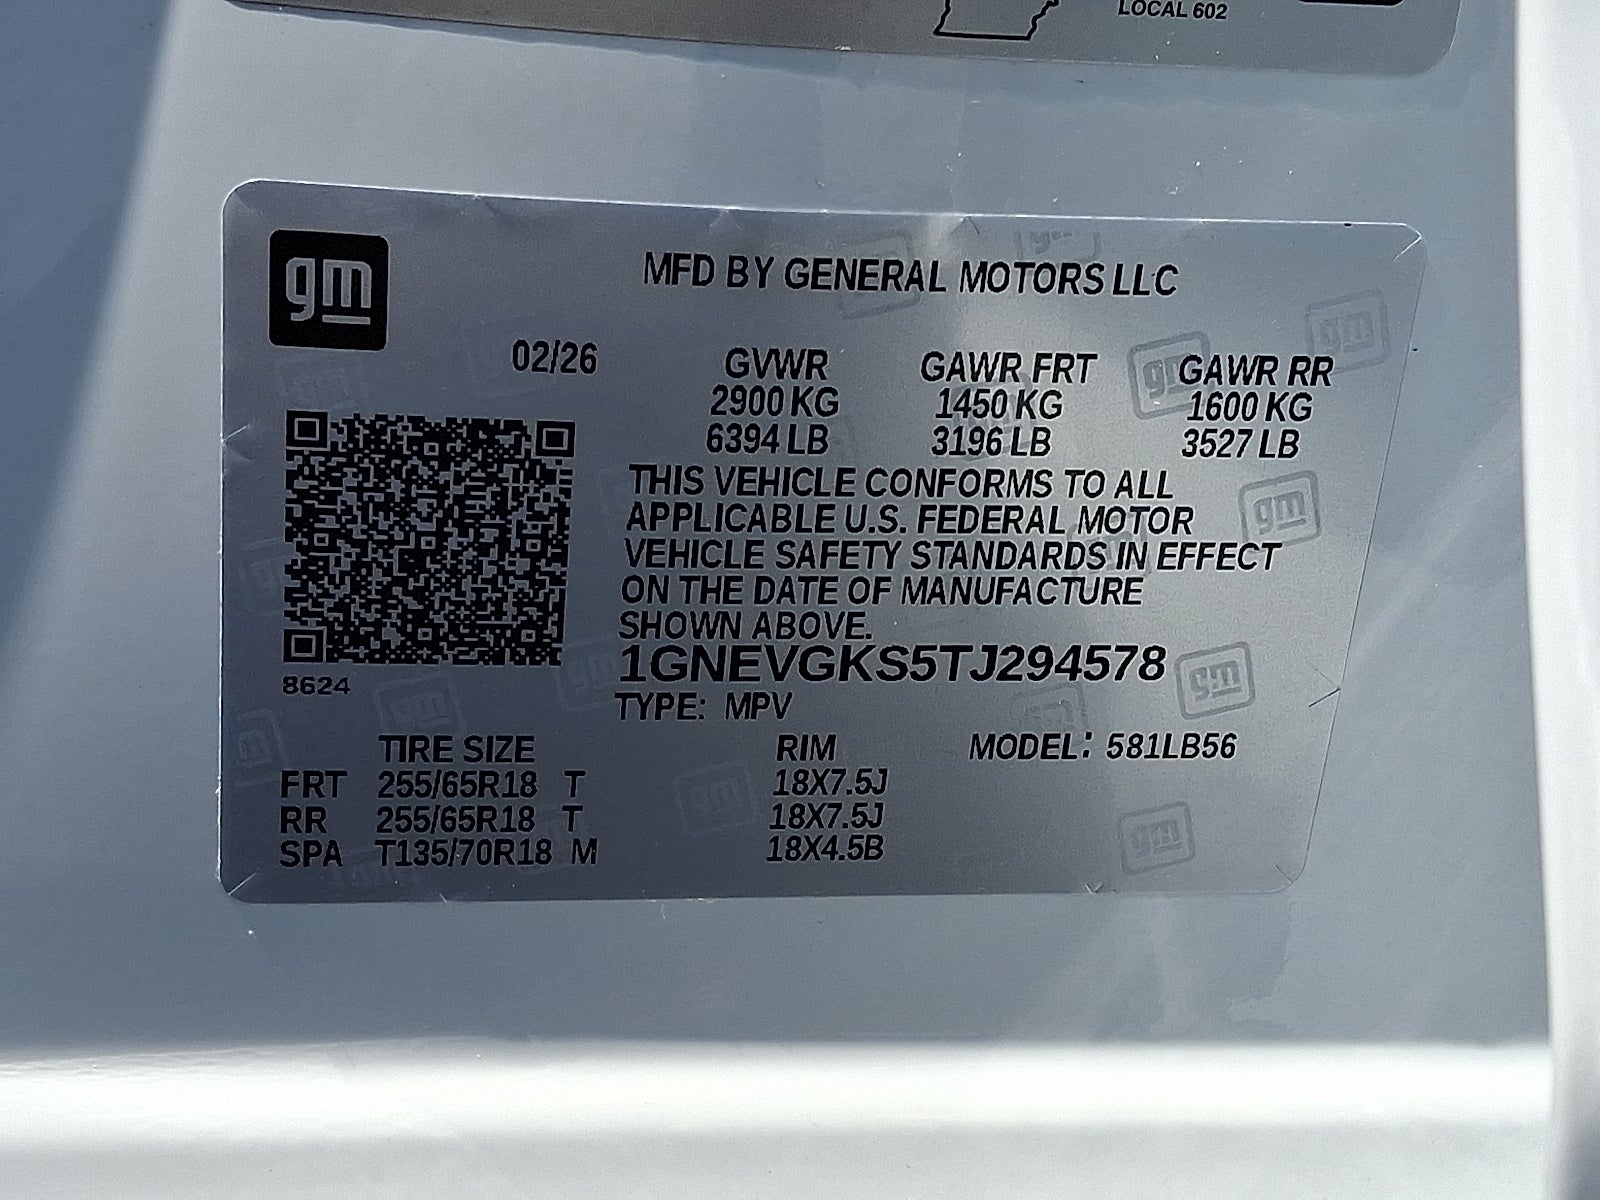 LOCAL 602
gm
MFD BY GENERAL MOTORS LLC
02/26
GVWR GAWR FRT GAWR RR
2900 KG 1450 KG 1600 KG
6394 LB 3196 LB 3527 LB
THIS VEHICLE CONFORMS TO ALL
APPLICABLE U.S. FEDERAL MOTOR
VEHICLE SAFETY STANDARDS IN EFFECT
ON THE DATE OF MANUFACTURE
SHOWN ABOVE.
1GNEVGKS5TJ294578
8624
TYPE: MPV
TIRE SIZE RIM MODEL: 581LB56
FRT 255/65R18 T 18X7.5J
RR 255/65R18 T 18X7.5J
SPA T135/70R18 M 18X4.5B